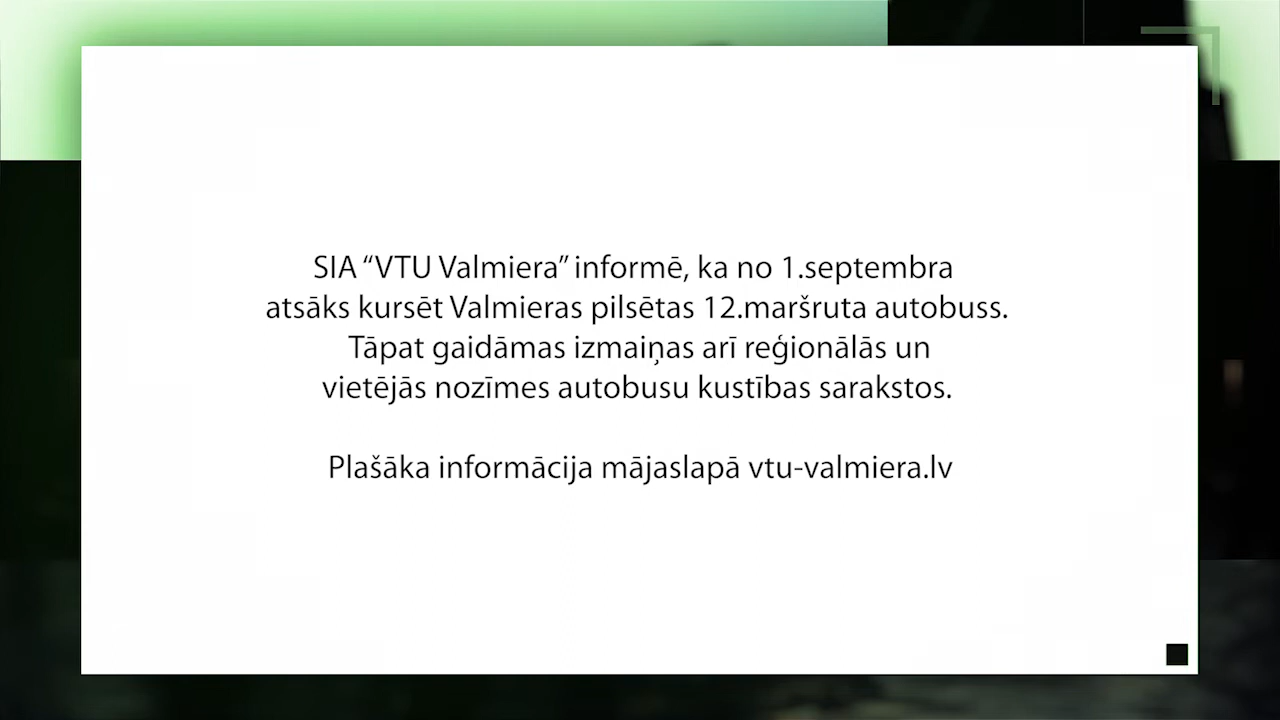 SIA “VTU Valmiera” informē, ka no 1.septembra
atsāks kursēt Valmieras pilsētas 12.maršruta autobuss.
Tāpat gaidāmas izmaiņas arī reģionālās un
vietējās nozīmes autobusu kustības sarakstos.
Plašāka informācija mājaslapā vtu-valmiera.lv